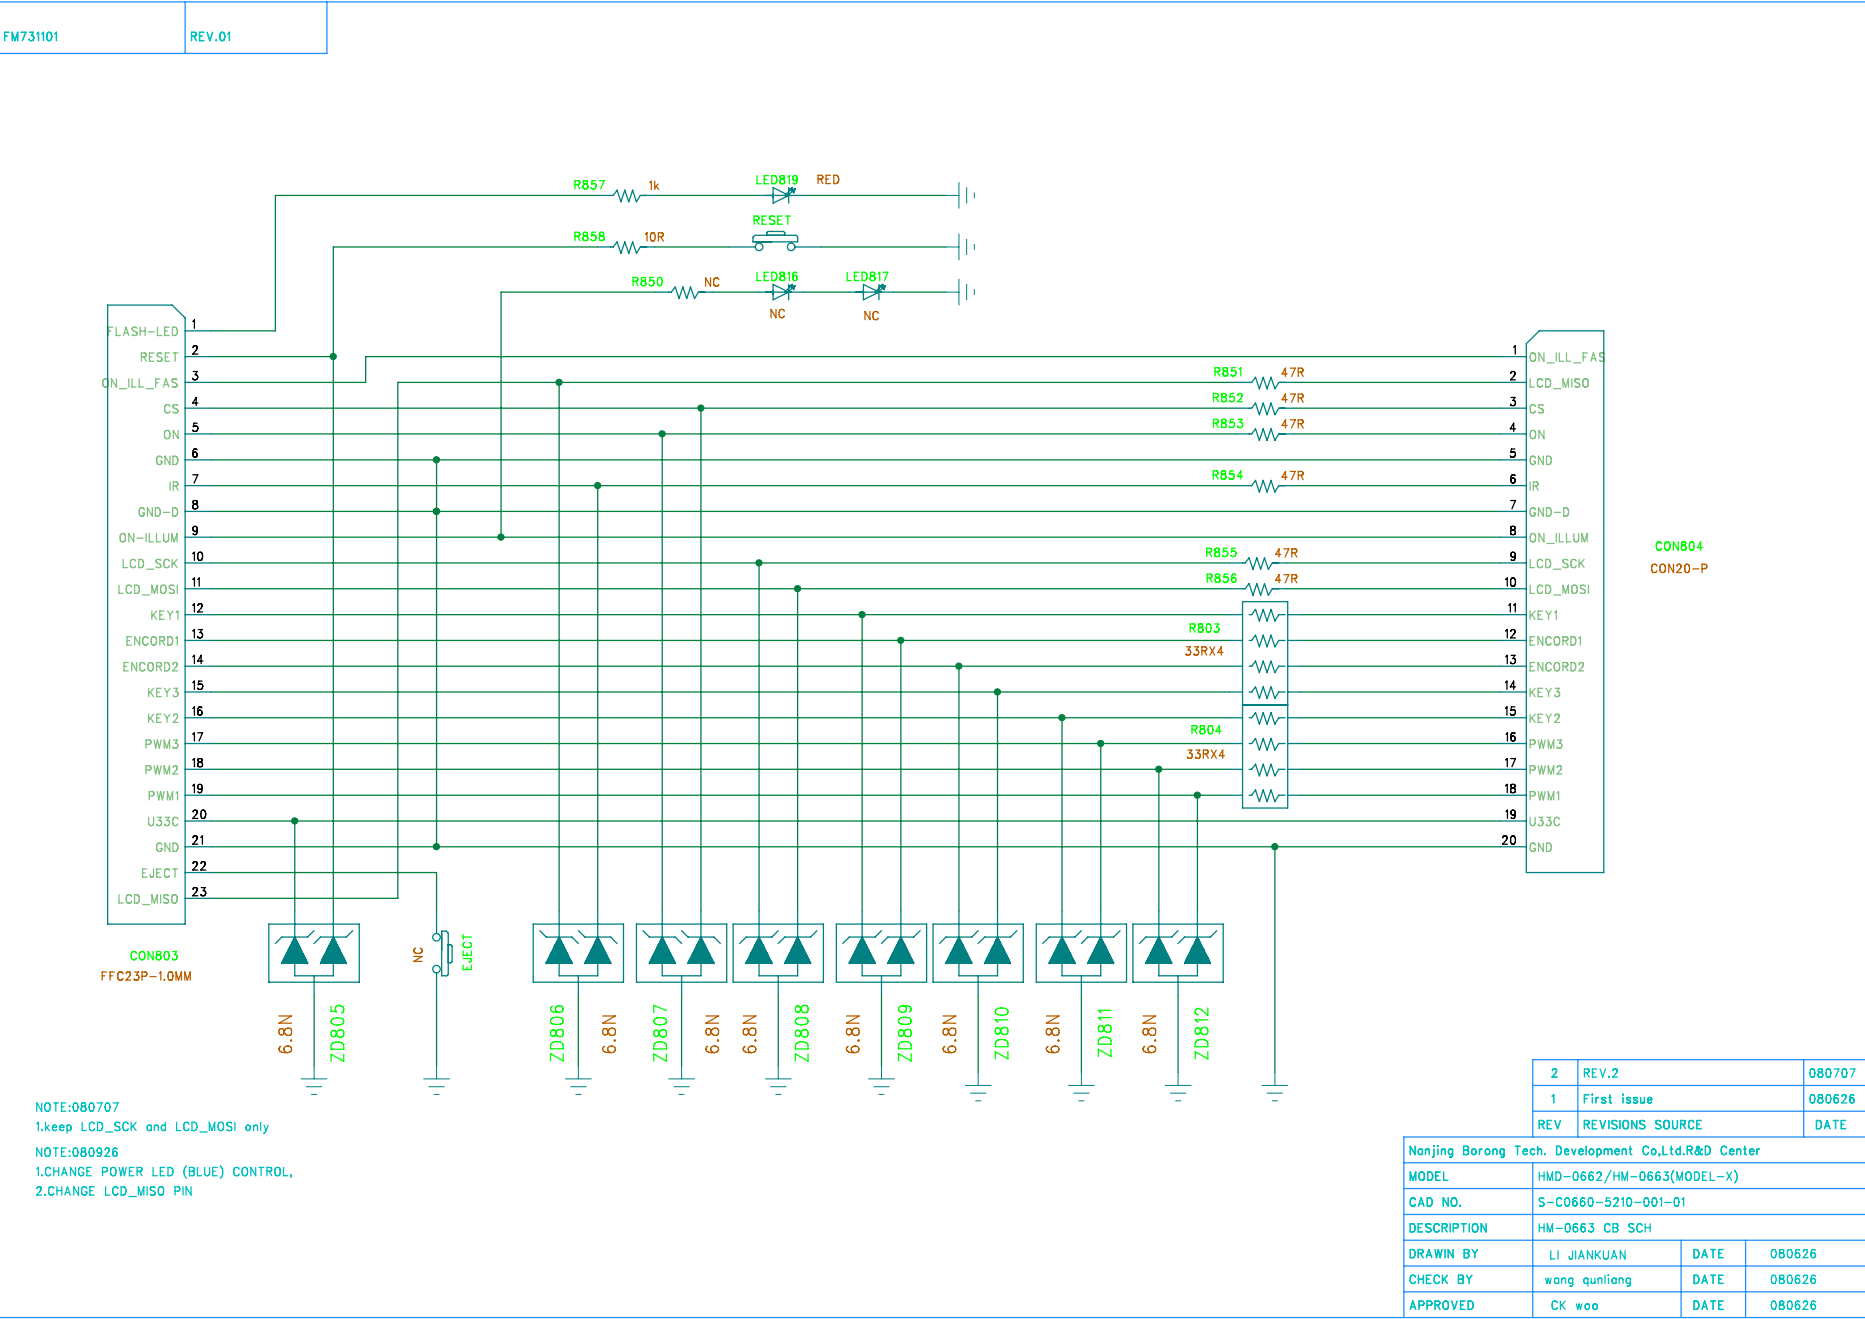 FM731101 REV.01
R857 1k LED819 RED
RESET
R858 10R
R850 NC LED816 LED817
NC NC
FLASH-LED 1
RESET 2
ON_ILL_FAS 3
CS 4
ON 5
GND 6
IR 7
GND-D 8
ON-ILLUM 9
LCD_SCK 10
LCD_MOSI 11
KEY1 12
ENCORD1 13
ENCORD2 14
KEY3 15
KEY2 16
PWM3 17
PWM2 18
PWM1 19
U33C 20
GND 21
EJECT 22
LCD_MISO 23
CON803
FFC23P-1.0MM
R851 47R
R852 47R
R853 47R
R854 47R
R855 47R
R856 47R
R803
33RX4
R804
33RX4
1 ON_ILL_FAS
2 LCD_MISO
3 CS
4 ON
5 GND
6 IR
7 GND-D
8 ON_ILLUM
9 LCD_SCK
10 LCD_MOSI
11 KEY1
12 ENCORD1
13 ENCORD2
14 KEY3
15 KEY2
16 PWM3
17 PWM2
18 PWM1
19 U33C
20 GND
CON804
CON20-P
NC EJECT
6.8N ZD805
ZD806 6.8N
ZD807 6.8N
6.8N ZD808
6.8N ZD809
6.8N ZD810
6.8N ZD811
6.8N ZD812
NOTE:080707
1.keep LCD_SCK and LCD_MOSI only
NOTE:080926
1.CHANGE POWER LED (BLUE) CONTROL,
2.CHANGE LCD_MISO PIN
2 REV.2 080707
1 First issue 080626
REV REVISIONS SOURCE DATE
Nanjing Borong Tech. Development Co,Ltd.R&D Center
MODEL HMD-0662/HM-0663(MODEL-X)
CAD NO. S-C0660-5210-001-01
DESCRIPTION HM-0663 CB SCH
DRAWIN BY LI JIANKUAN DATE 080626
CHECK BY wang qunliang DATE 080626
APPROVED CK woo DATE 080626